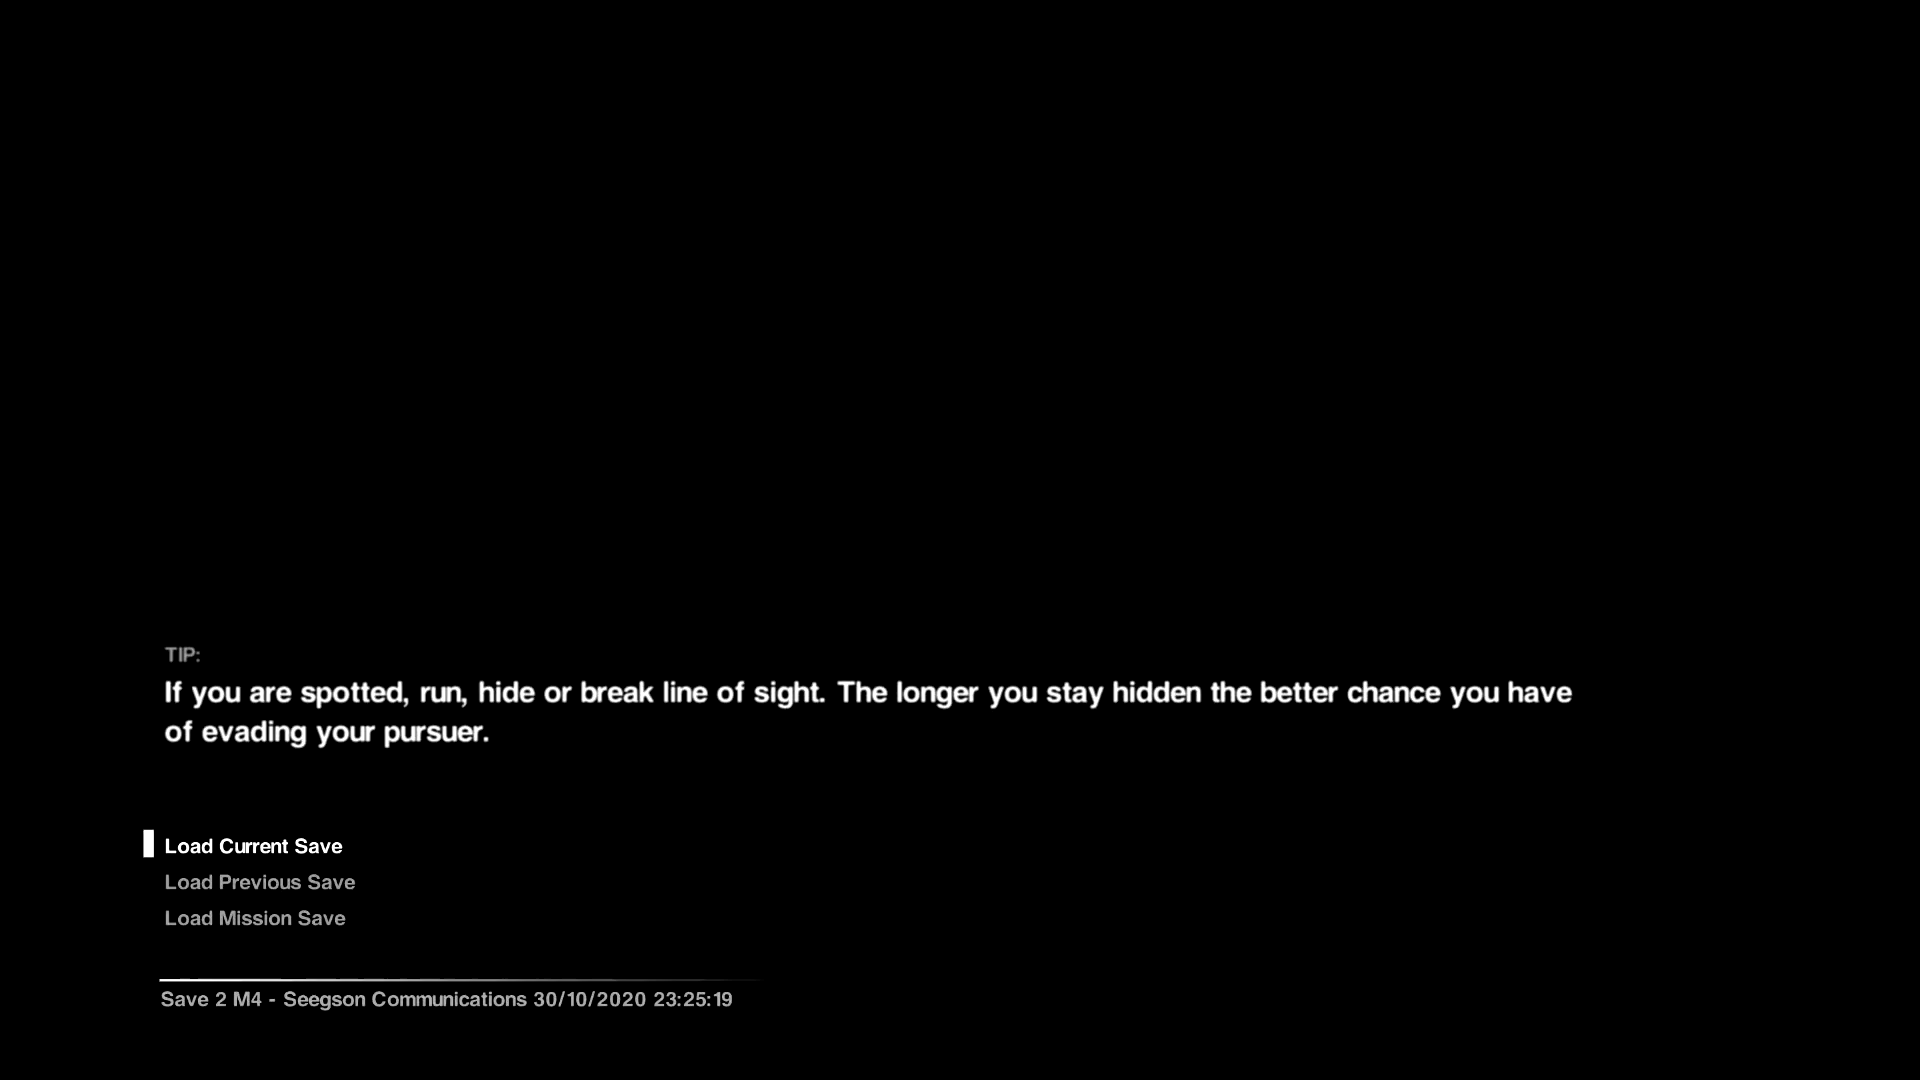 TIP:
If you are spotted, run, hide or break line of sight. The longer you stay hidden the better chance you have
of evading your pursuer.
Load Current Save
Load Previous Save
Load Mission Save
Save 2 M4 - Seegson Communications 30/10/2020 23:25:19